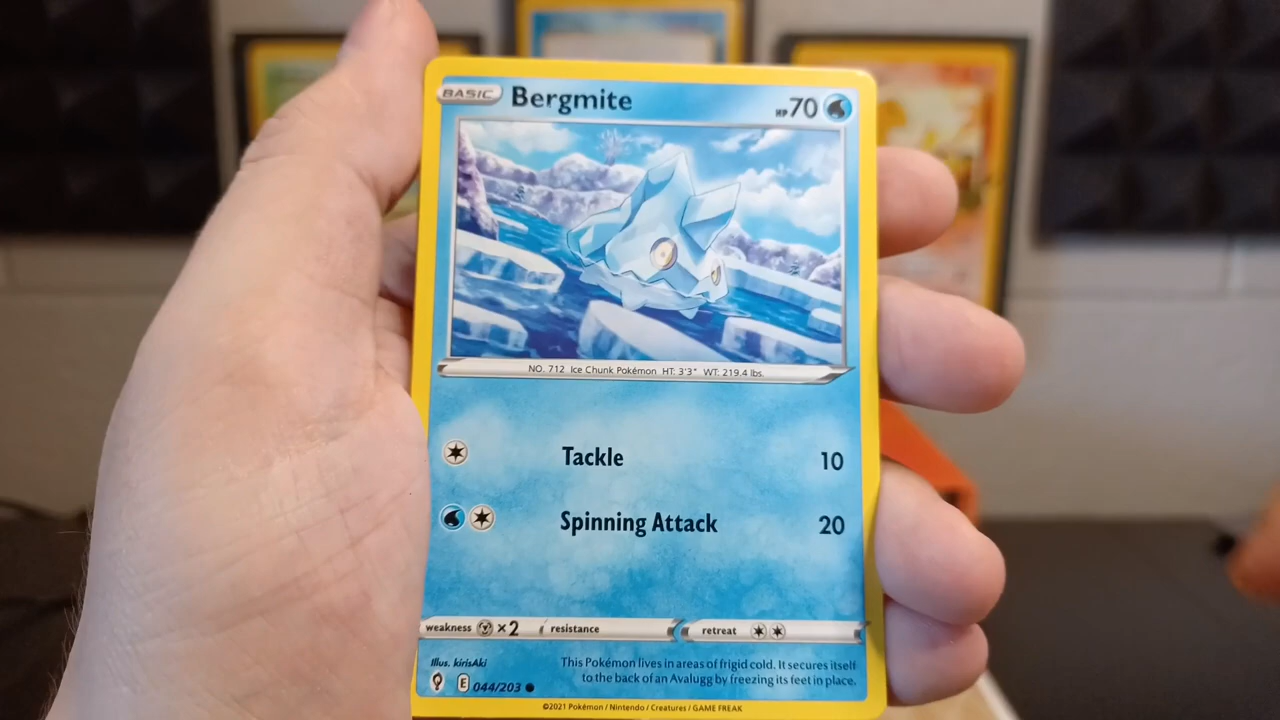 BASIC Bergmite HP70
NO. 712 Ice Chunk Pokémon HT: 3'3" WT: 219.4 lbs.
Tackle 10
Spinning Attack 20
weakness ×2 resistance retreat
Illus. kirisAki
This Pokémon lives in areas of frigid cold. It secures itself
to the back of an Avalugg by freezing its feet in place.
E 044/203
©2021 Pokémon / Nintendo / Creatures / GAME FREAK